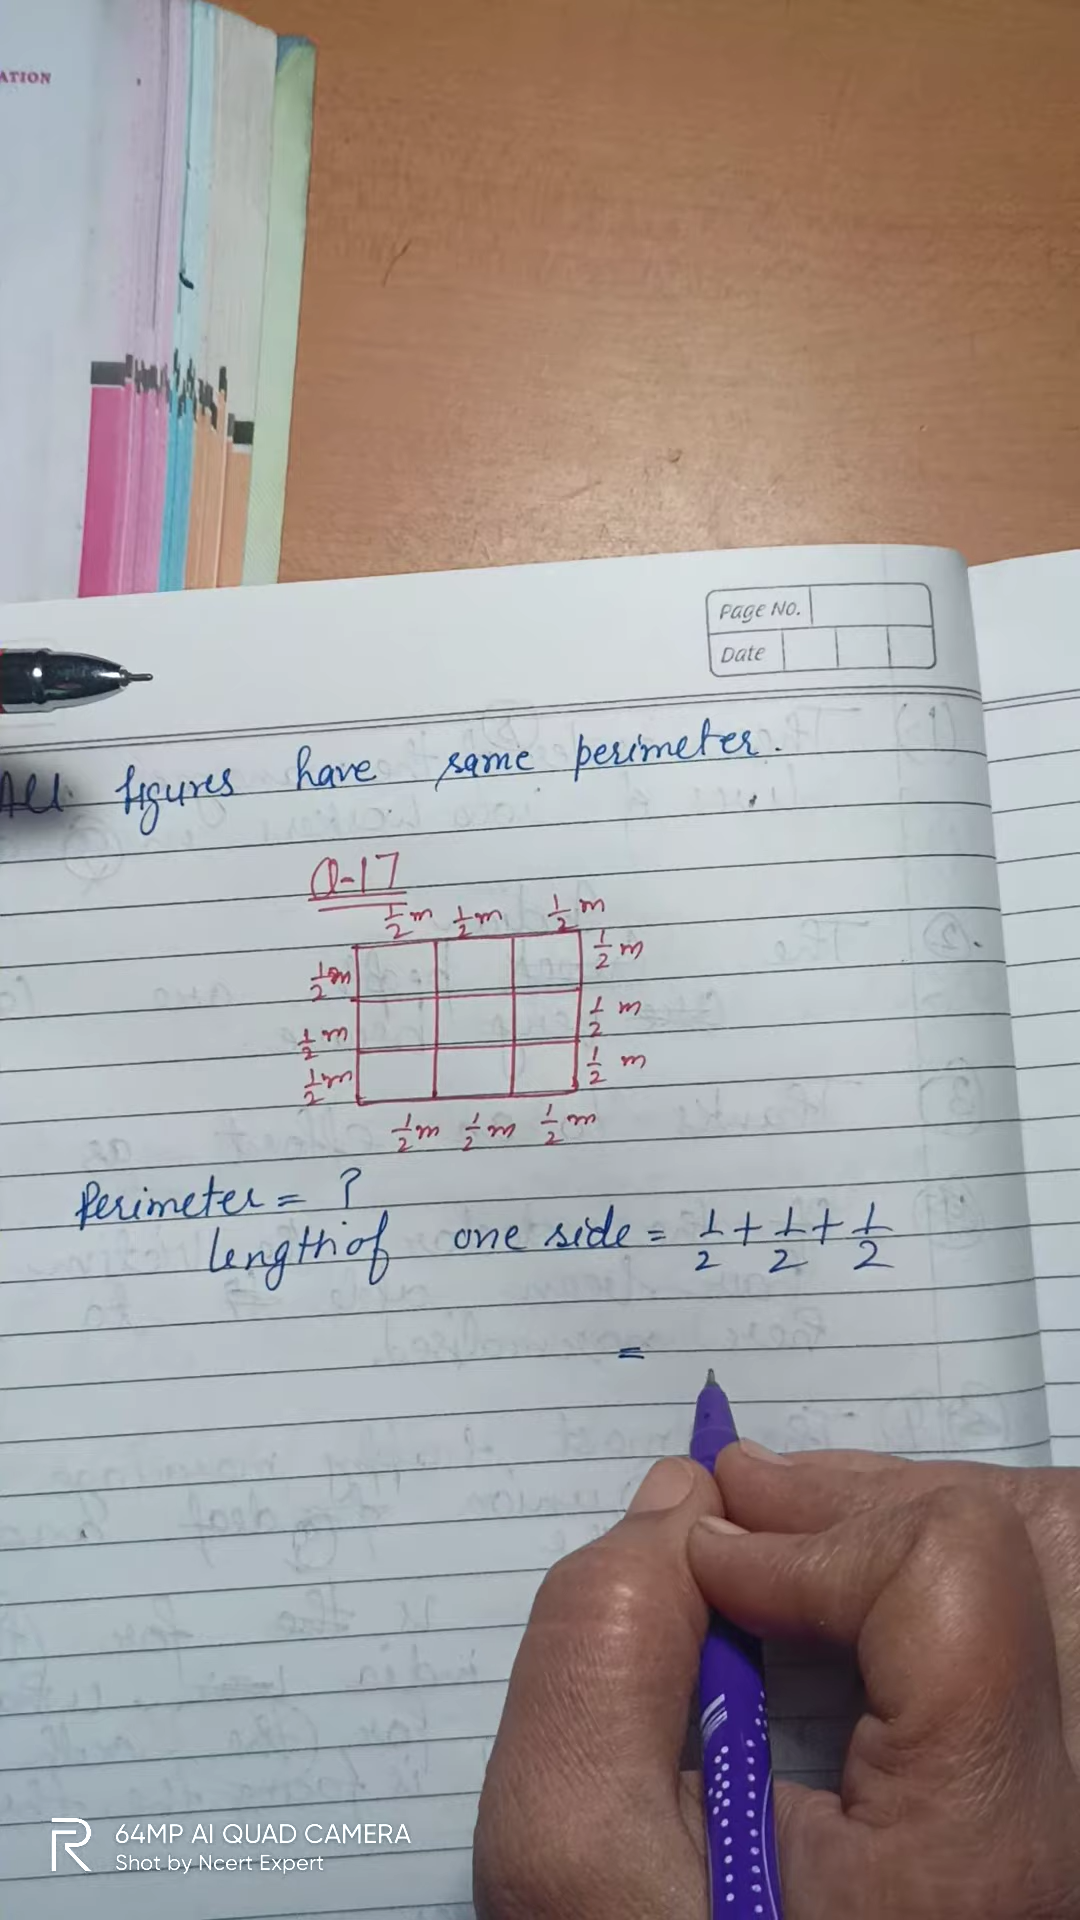 ATION
Page No.
Date
All figures have same perimeter.
Q-17
1/2 m 1/2 m 1/2 m
1/2 m 1/2 m
1/2 m 1/2 m
1/2 m 1/2 m
1/2 m 1/2 m 1/2 m
Perimeter = ?
length of one side = 1/2 + 1/2 + 1/2
=
64MP AI QUAD CAMERA
Shot by Ncert Expert